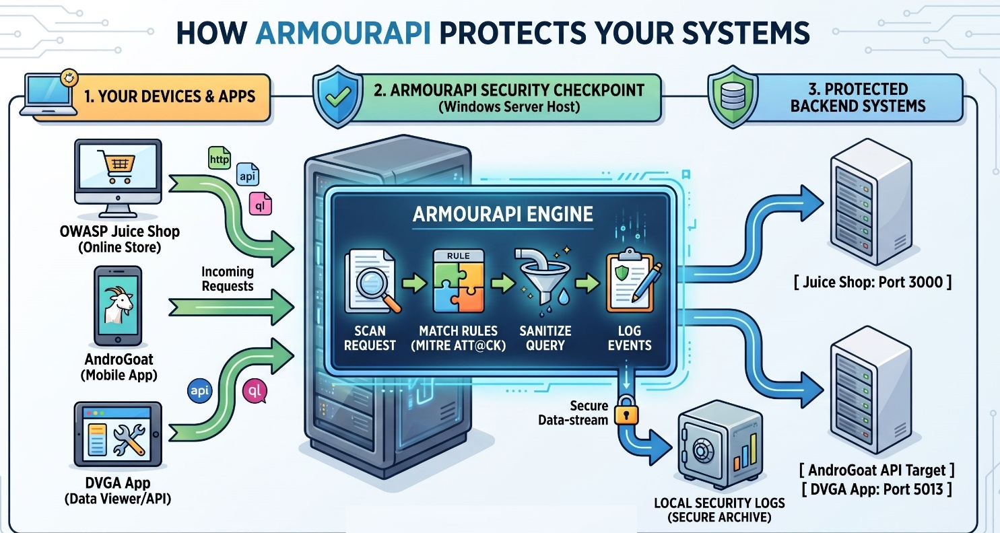 HOW ARMOURAPI PROTECTS YOUR SYSTEMS
1. YOUR DEVICES & APPS
2. ARMOURAPI SECURITY CHECKPOINT
(Windows Server Host)
3. PROTECTED
BACKEND SYSTEMS
http
api
ql
OWASP Juice Shop
(Online Store)
Incoming
Requests
AndroGoat
(Mobile App)
api
ql
DVGA App
(Data Viewer/API)
ARMOURAPI ENGINE
RULE
SCAN
REQUEST
MATCH RULES
(MITRE ATT@CK)
SANITIZE
QUERY
LOG
EVENTS
Secure
Data-stream
LOCAL SECURITY LOGS
(SECURE ARCHIVE)
[ Juice Shop: Port 3000 ]
[ AndroGoat API Target ]
[ DVGA App: Port 5013 ]